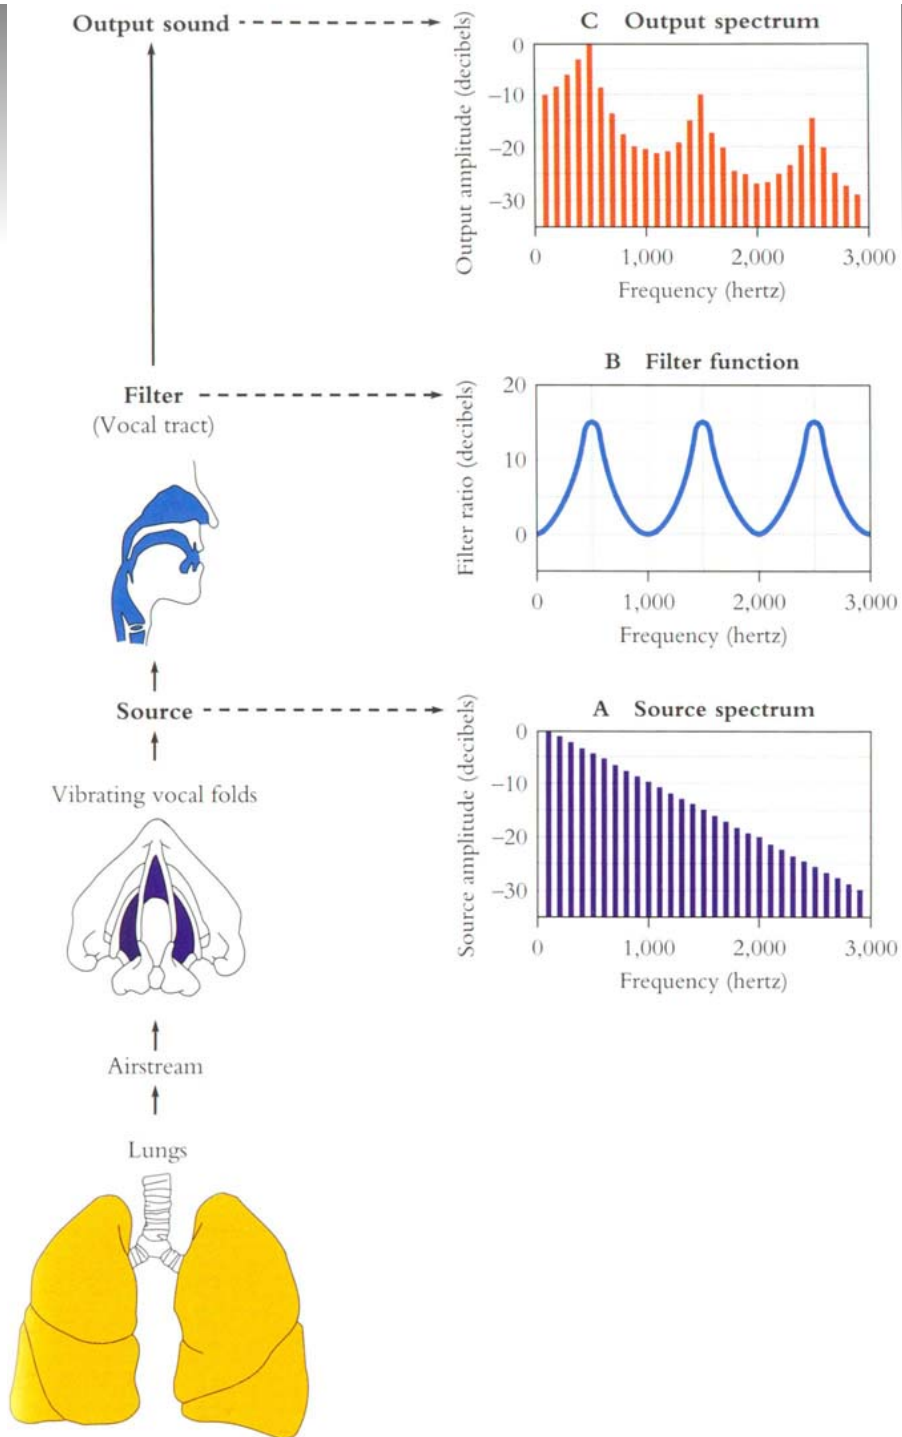 Output sound
C Output spectrum
Output amplitude (decibels)
0
−10
−20
−30
0 1,000 2,000 3,000
Frequency (hertz)
Filter
(Vocal tract)
B Filter function
Filter ratio (decibels)
20
10
0
0 1,000 2,000 3,000
Frequency (hertz)
Source
A Source spectrum
Source amplitude (decibels)
0
−10
−20
−30
0 1,000 2,000 3,000
Frequency (hertz)
Vibrating vocal folds
Airstream
Lungs